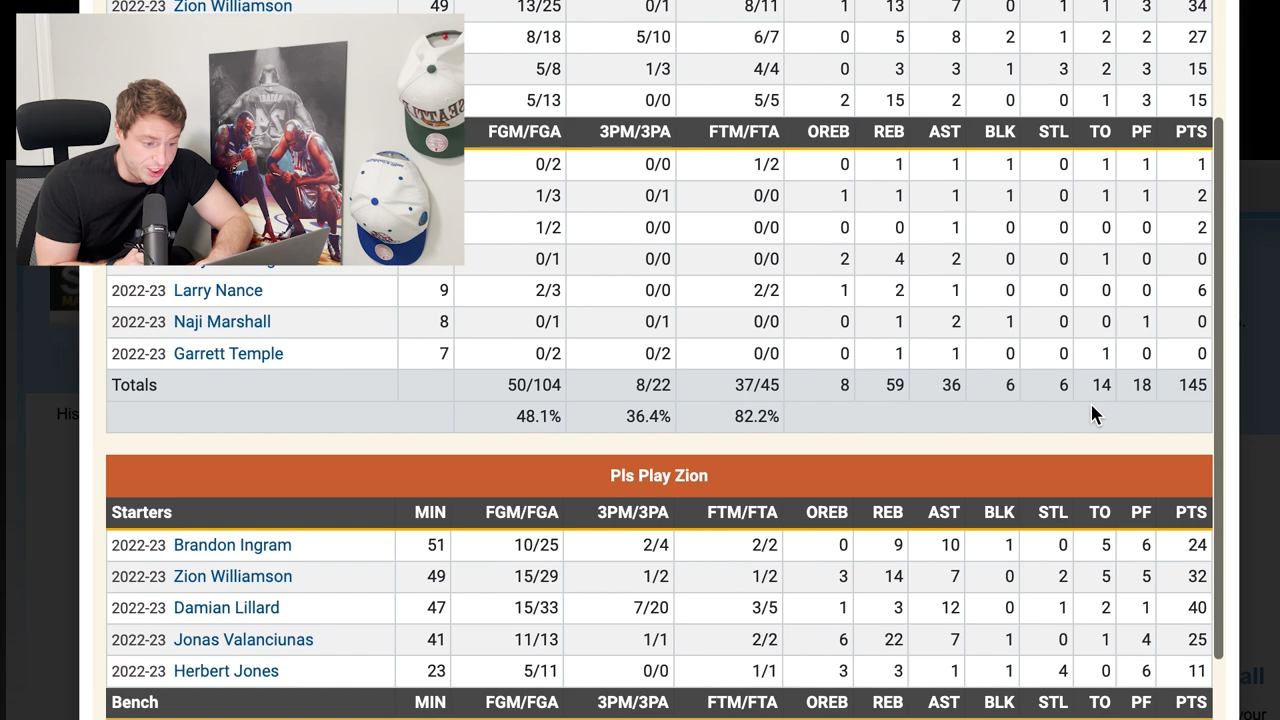 2022-23 Zion Williamson 49 13/25 0/1 8/11 1 13 7 0 1 1 3 34
8/18 5/10 6/7 0 5 8 2 1 2 2 27
5/8 1/3 4/4 0 3 3 1 3 2 3 15
5/13 0/0 5/5 2 15 2 0 0 1 3 15
FGM/FGA 3PM/3PA FTM/FTA OREB REB AST BLK STL TO PF PTS
0/2 0/0 1/2 0 1 1 1 0 1 1 1
1/3 0/1 0/0 1 1 1 1 0 1 1 2
1/2 0/0 0/0 0 0 1 0 0 0 0 2
0/1 0/0 0/0 2 4 2 0 0 1 0 0
2022-23 Larry Nance 9 2/3 0/0 2/2 1 2 1 0 0 0 0 6
2022-23 Naji Marshall 8 0/1 0/1 0/0 0 1 2 1 0 0 1 0
2022-23 Garrett Temple 7 0/2 0/2 0/0 0 1 1 0 0 1 0 0
Totals 50/104 8/22 37/45 8 59 36 6 6 14 18 145
48.1% 36.4% 82.2%
Pls Play Zion
Starters MIN FGM/FGA 3PM/3PA FTM/FTA OREB REB AST BLK STL TO PF PTS
2022-23 Brandon Ingram 51 10/25 2/4 2/2 0 9 10 1 0 5 6 24
2022-23 Zion Williamson 49 15/29 1/2 1/2 3 14 7 0 2 5 5 32
2022-23 Damian Lillard 47 15/33 7/20 3/5 1 3 12 0 1 2 1 40
2022-23 Jonas Valanciunas 41 11/13 1/1 2/2 6 22 7 1 0 1 4 25
2022-23 Herbert Jones 23 5/11 0/0 1/1 3 3 1 1 4 0 6 11
Bench MIN FGM/FGA 3PM/3PA FTM/FTA OREB REB AST BLK STL TO PF PTS